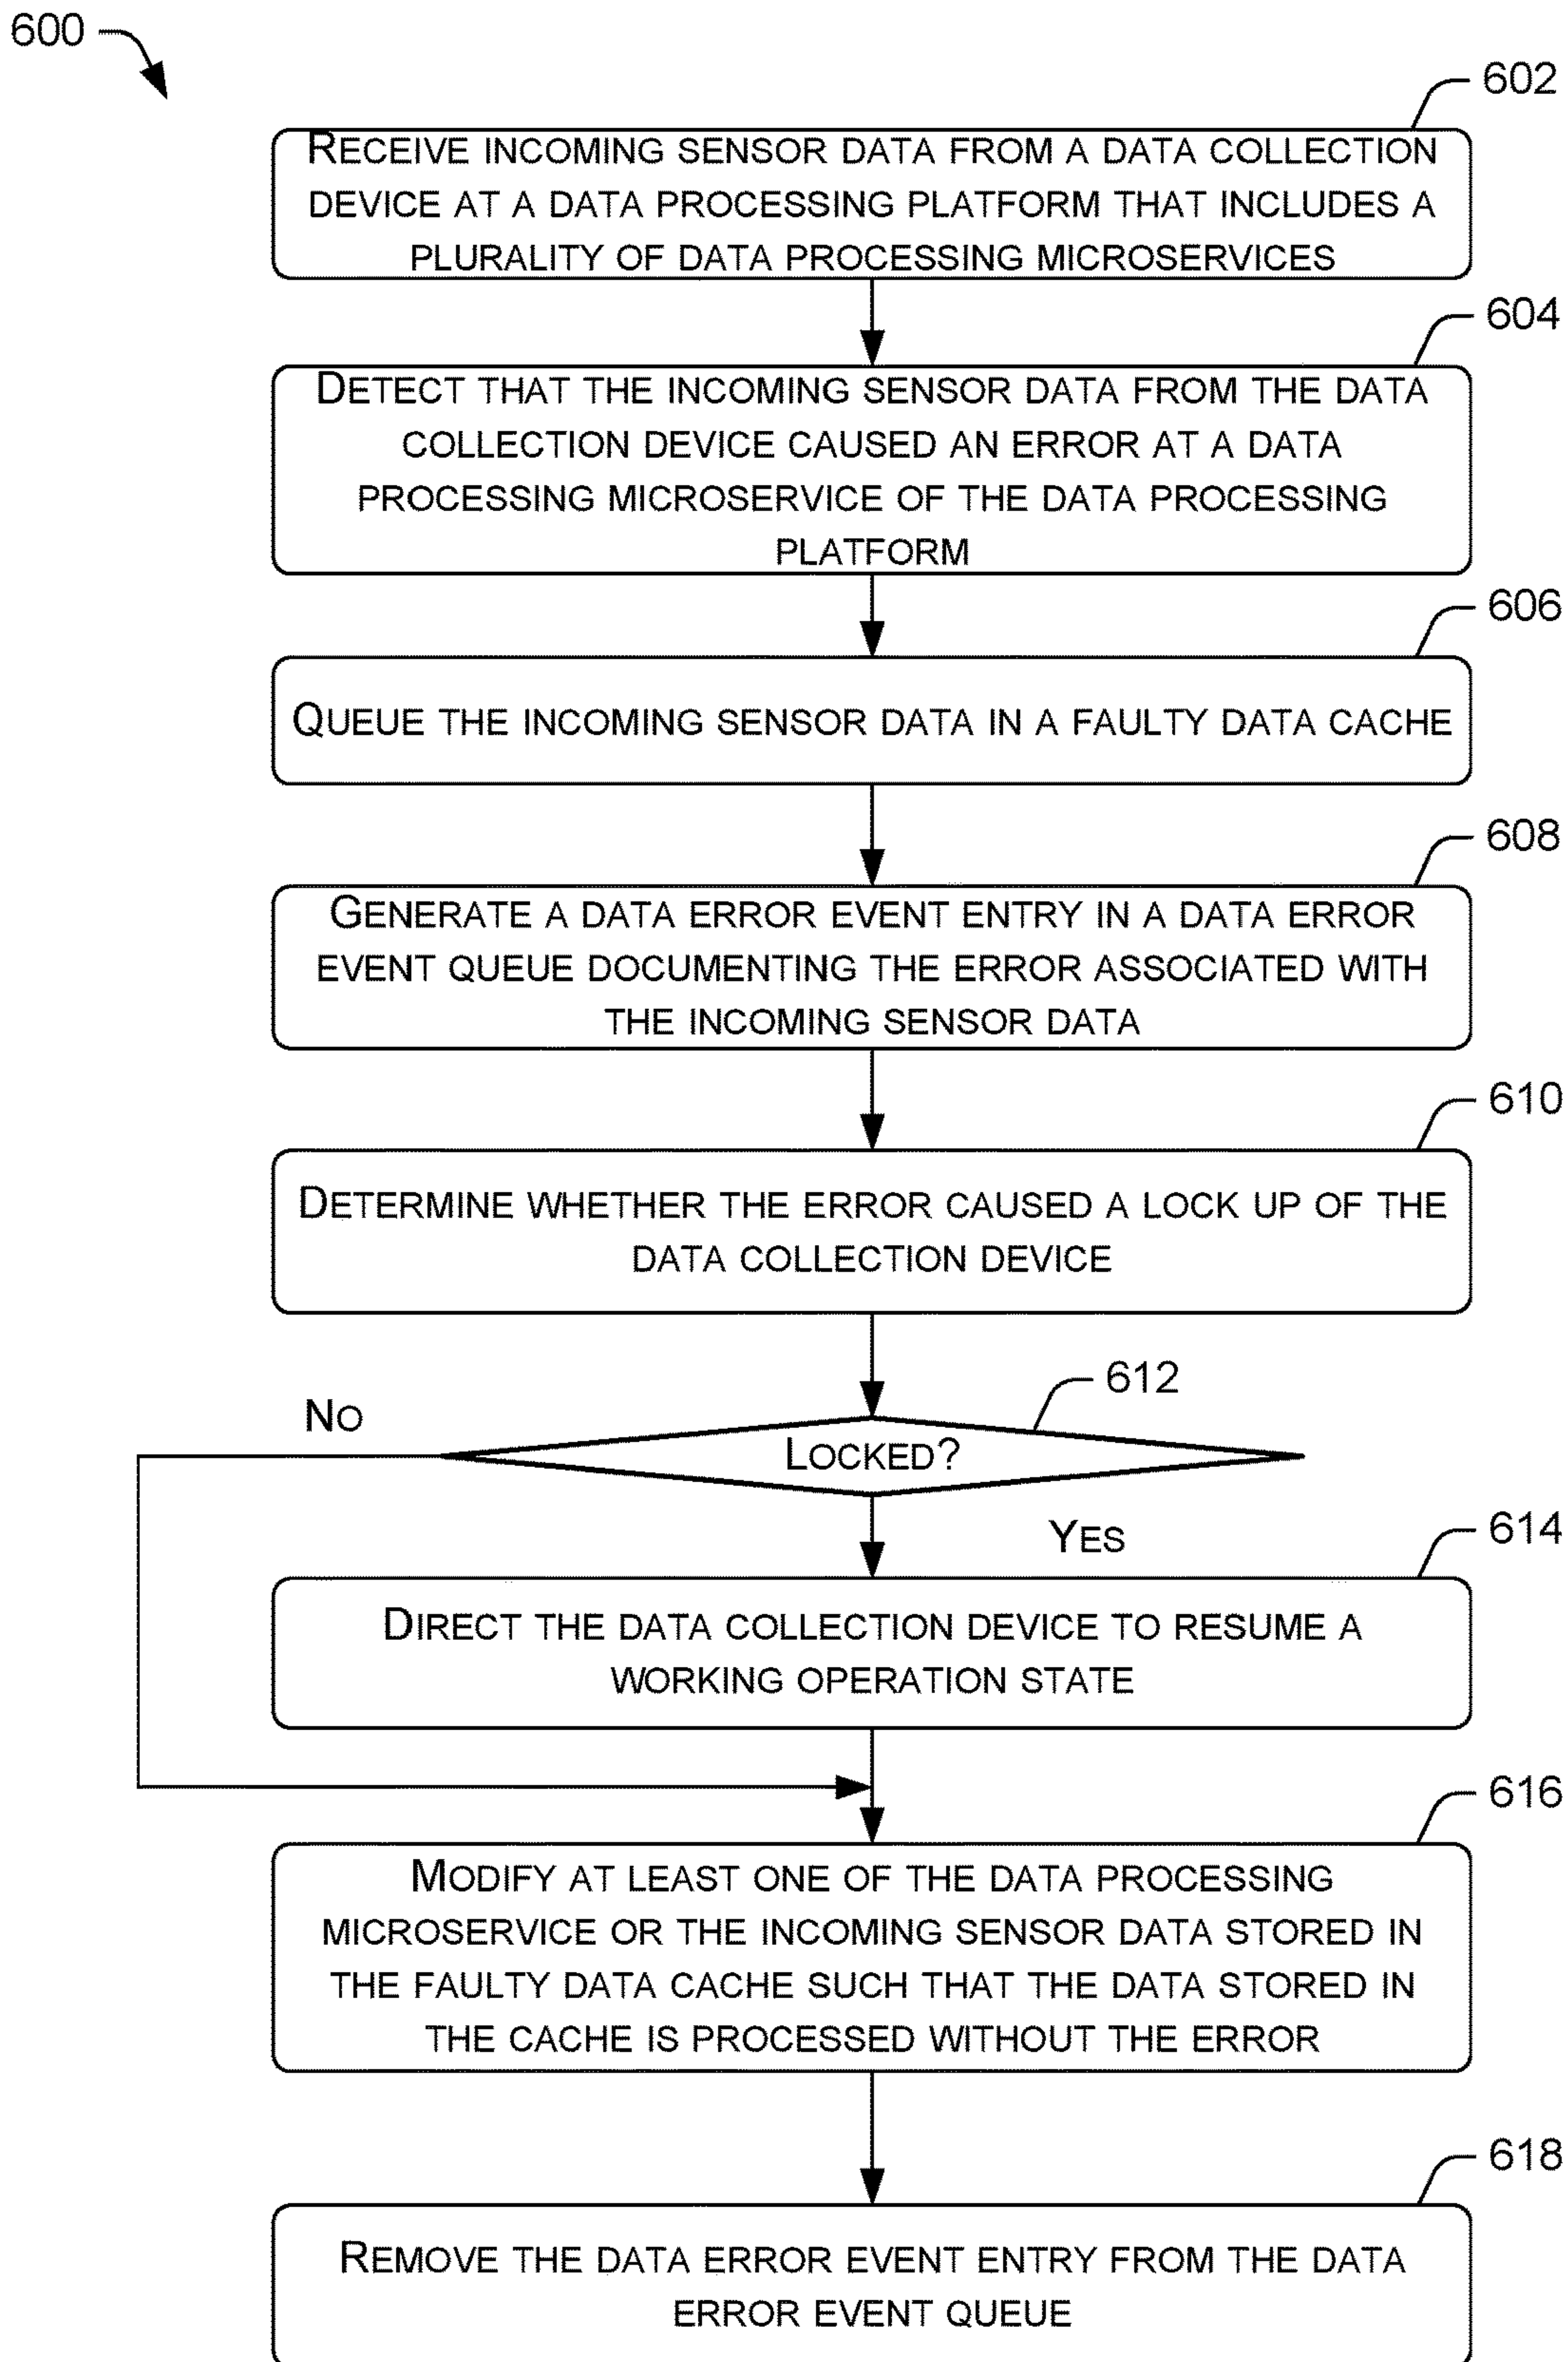 600
602
RECEIVE INCOMING SENSOR DATA FROM A DATA COLLECTION
DEVICE AT A DATA PROCESSING PLATFORM THAT INCLUDES A
PLURALITY OF DATA PROCESSING MICROSERVICES
604
DETECT THAT THE INCOMING SENSOR DATA FROM THE DATA
COLLECTION DEVICE CAUSED AN ERROR AT A DATA
PROCESSING MICROSERVICE OF THE DATA PROCESSING
PLATFORM
606
QUEUE THE INCOMING SENSOR DATA IN A FAULTY DATA CACHE
608
GENERATE A DATA ERROR EVENT ENTRY IN A DATA ERROR
EVENT QUEUE DOCUMENTING THE ERROR ASSOCIATED WITH
THE INCOMING SENSOR DATA
610
DETERMINE WHETHER THE ERROR CAUSED A LOCK UP OF THE
DATA COLLECTION DEVICE
612
NO
LOCKED?
YES
614
DIRECT THE DATA COLLECTION DEVICE TO RESUME A
WORKING OPERATION STATE
616
MODIFY AT LEAST ONE OF THE DATA PROCESSING
MICROSERVICE OR THE INCOMING SENSOR DATA STORED IN
THE FAULTY DATA CACHE SUCH THAT THE DATA STORED IN
THE CACHE IS PROCESSED WITHOUT THE ERROR
618
REMOVE THE DATA ERROR EVENT ENTRY FROM THE DATA
ERROR EVENT QUEUE